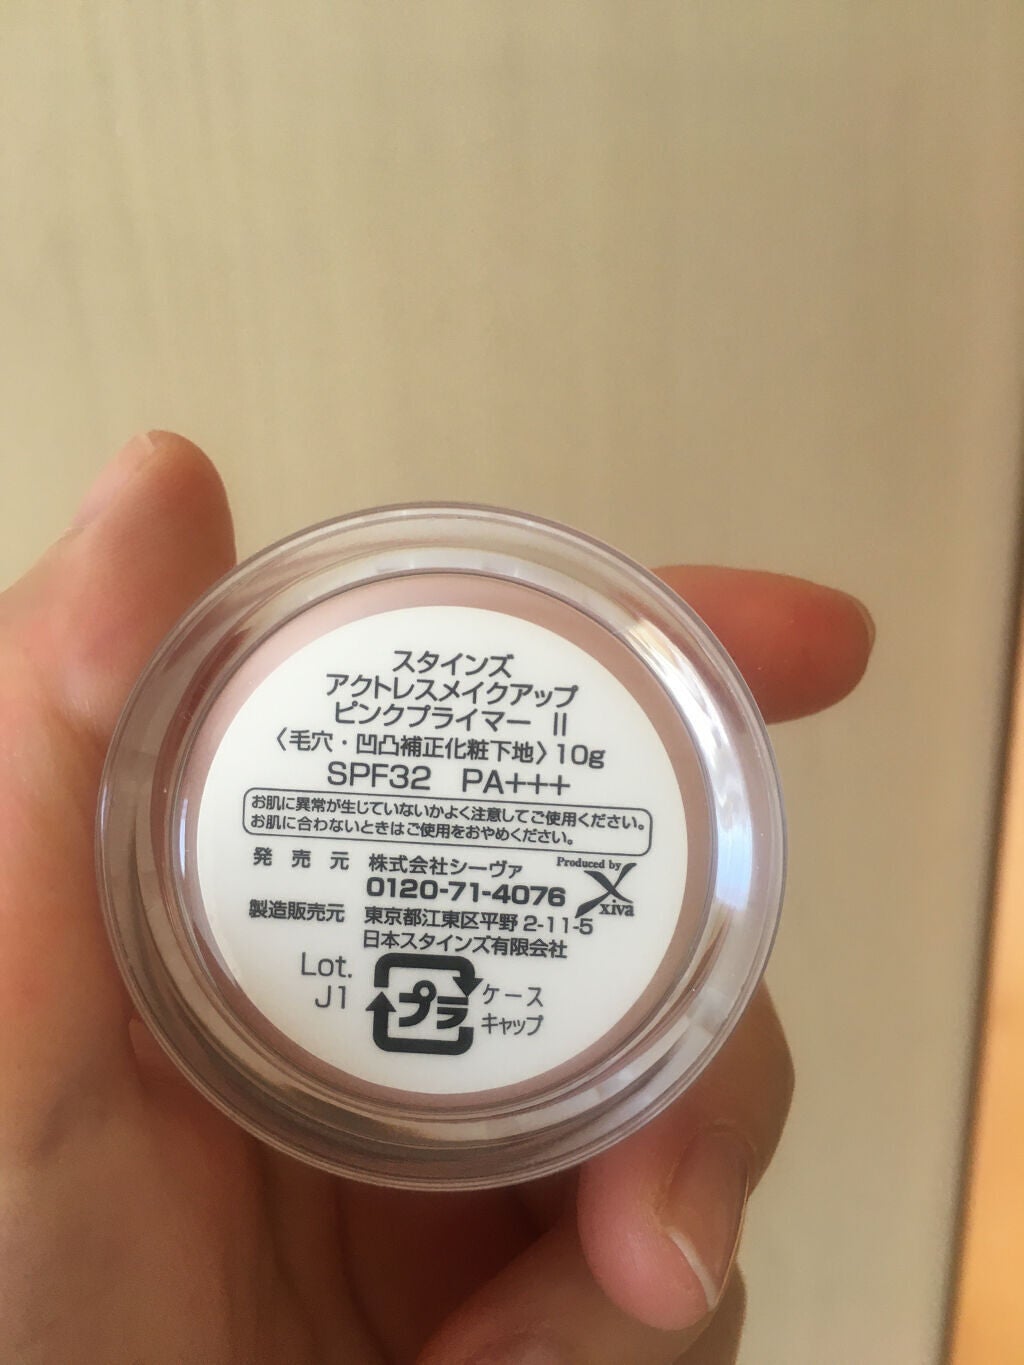 スタインズ
アクトレスメイクアップ
ピンクプライマー II
〈毛穴・凹凸補正化粧下地〉10g
SPF32 PA+++
お肌に異常が生じていないかよく注意してご使用ください。
お肌に合わないときはご使用をおやめください。
発売元 株式会社シーヴァ
0120-71-4076
Produced by
xiva
製造販売元 東京都江東区平野 2-11-5
日本スタインズ有限会社
Lot.
J1
プラ
ケース
キャップ